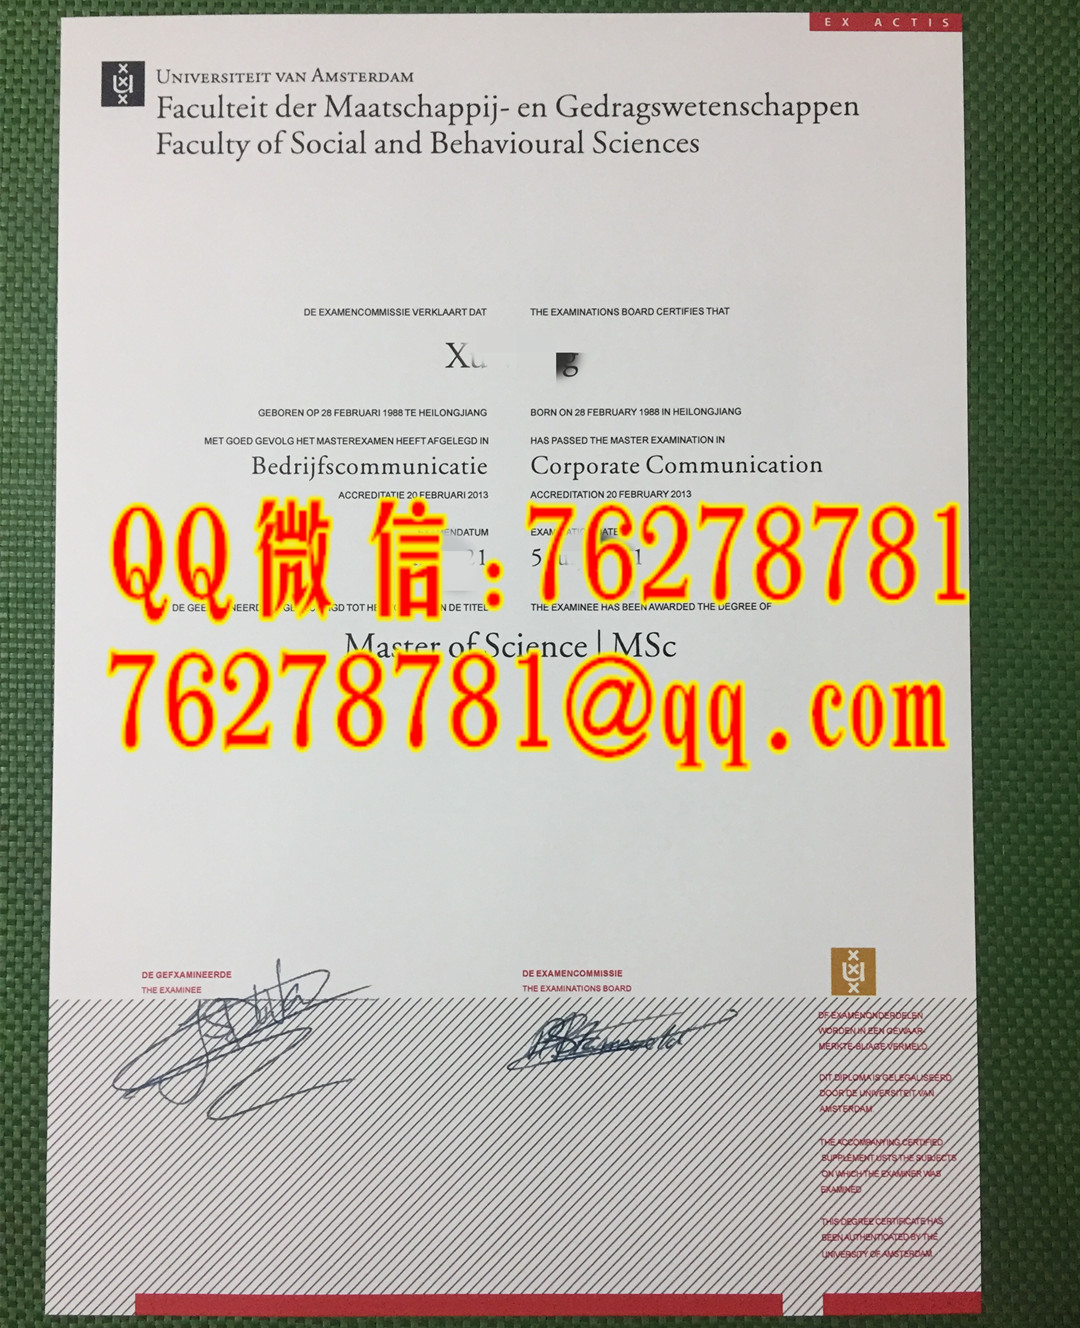 EX ACTIS
UNIVERSITEIT VAN AMSTERDAM
Faculteit der Maatschappij- en Gedragswetenschappen
Faculty of Social and Behavioural Sciences
DE EXAMENCOMMISSIE VERKLAART DAT
THE EXAMINATIONS BOARD CERTIFIES THAT
GEBOREN OP 28 FEBRUARI 1988 TE HEILONGJIANG
BORN ON 28 FEBRUARY 1988 IN HEILONGJIANG
MET GOED GEVOLG HET MASTEREXAMEN HEEFT AFGELEGD IN
HAS PASSED THE MASTER EXAMINATION IN
Bedrijfscommunicatie
Corporate Communication
ACCREDITATIE 20 FEBRUARI 2013
ACCREDITATION 20 FEBRUARY 2013
QQ微信:76278781
DE TITEL
THE EXAMINEE HAS BEEN AWARDED THE DEGREE OF
Master of Science | MSc
76278781@qq.com
DE GEFXAMINEERDE
THE EXAMINEE
DE EXAMENCOMMISSIE
THE EXAMINATIONS BOARD
DF EXAMENONDERDELEN
WORDEN IN EEN GEWAAR-
MERKTE BIJAGE VERMELD.
DIT DIPLOMA IS GELEGALISEERD
DOOR DE UNIVERSITEIT VAN
AMSTERDAM.
THE ACCOMPANYING CERTIFIED
SUPPLEMENT LISTS THE SUBJECTS
ON WHICH THE EXAMINER WAS
EXAMINED
THIS DEGREE CERTIFICATE HAS
BEEN AUTHENTICATED BY THE
UNIVERSITY OF AMSTERDAM.